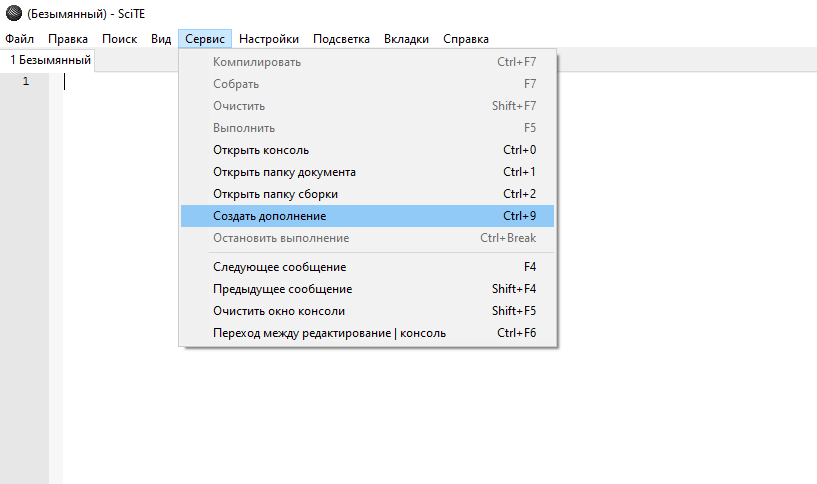 (Безымянный) - SciTE
Файл Правка Поиск Вид Сервис Настройки Подсветка Вкладки Справка
1 Безымянный
1
Компилировать Ctrl+F7
Собрать F7
Очистить Shift+F7
Выполнить F5
Открыть консоль Ctrl+0
Открыть папку документа Ctrl+1
Открыть папку сборки Ctrl+2
Создать дополнение Ctrl+9
Остановить выполнение Ctrl+Break
Следующее сообщение F4
Предыдущее сообщение Shift+F4
Очистить окно консоли Shift+F5
Переход между редактирование | консоль Ctrl+F6